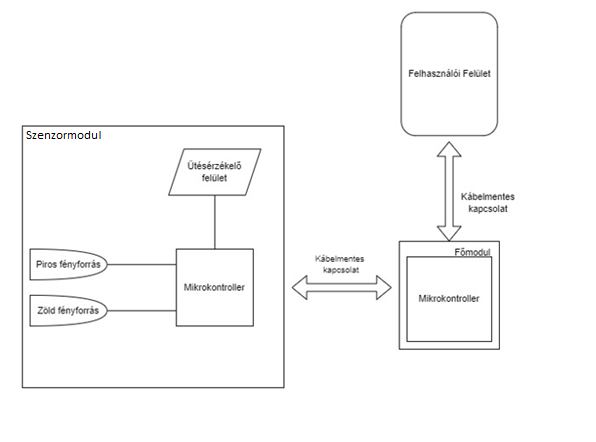 Felhasználói Felület
Szenzormodul
Ütésérzékelő
felület
Kábelmentes
kapcsolat
Piros fényforrás
Mikrokontroller
Zöld fényforrás
Kábelmentes
kapcsolat
Főmodul
Mikrokontroller